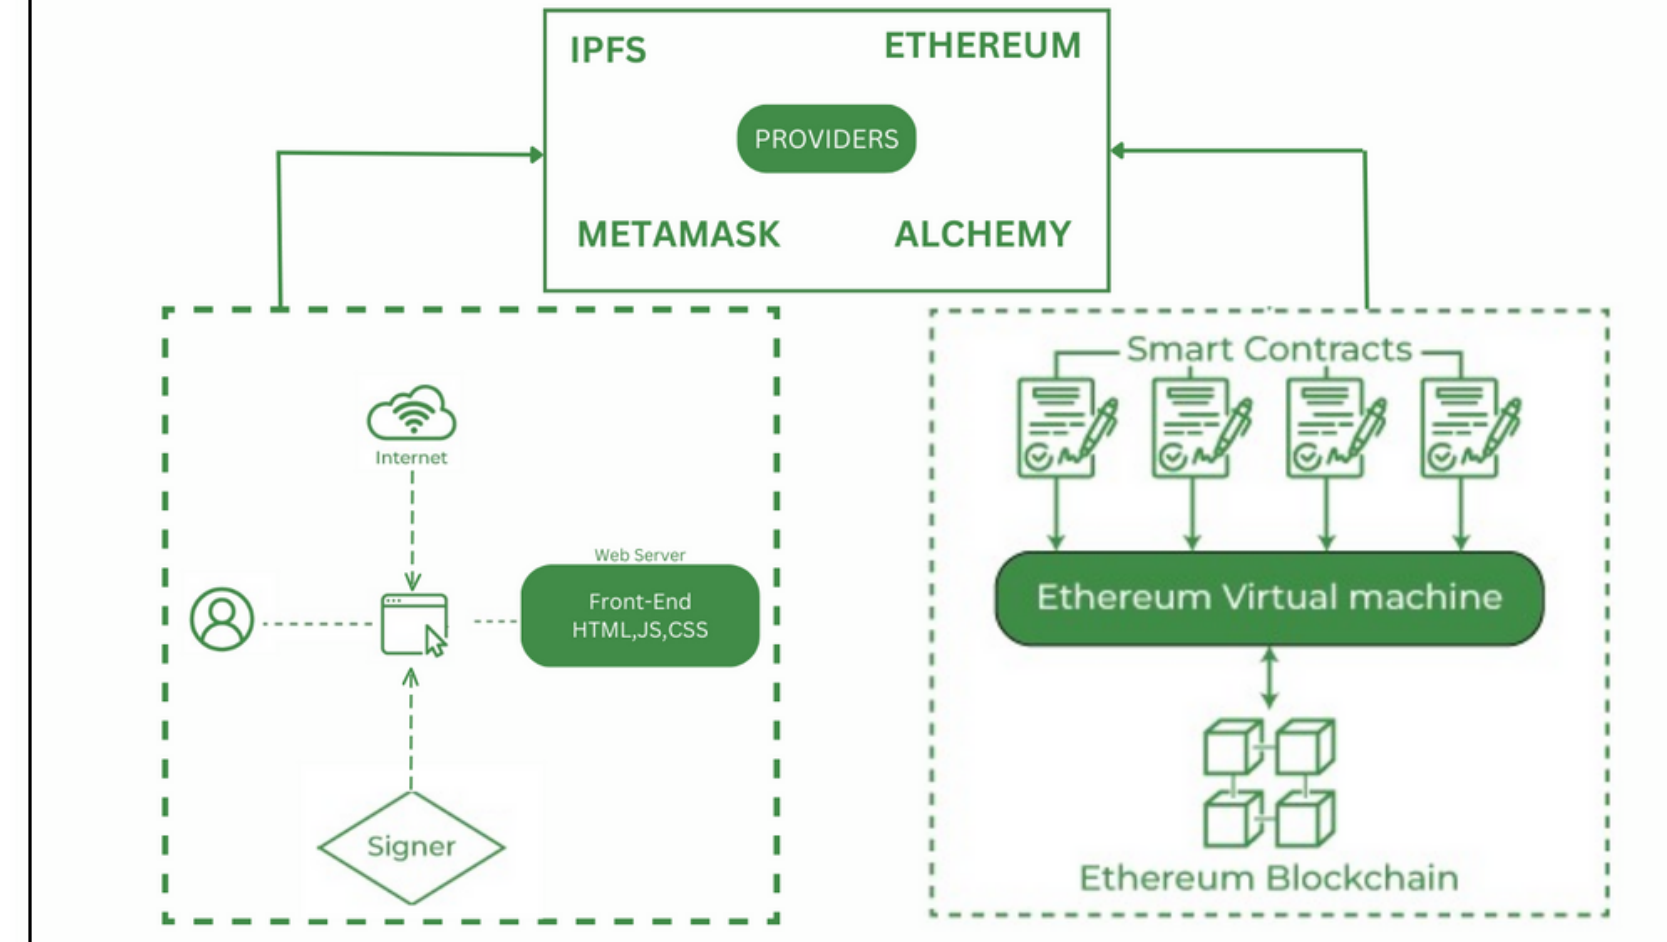 IPFS
ETHEREUM
PROVIDERS
METAMASK
ALCHEMY
Internet
Web Server
Front-End
HTML,JS,CSS
Signer
Smart Contracts
Ethereum Virtual machine
Ethereum Blockchain